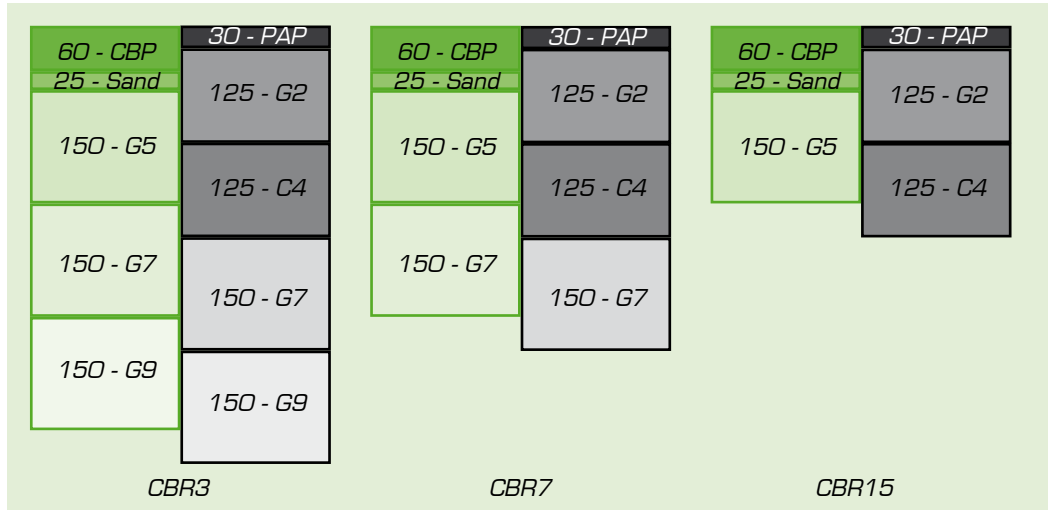 60 - CBP
25 - Sand
150 - G5
150 - G7
150 - G9
30 - PAP
125 - G2
125 - C4
150 - G7
150 - G9
CBR3
60 - CBP
25 - Sand
150 - G5
150 - G7
30 - PAP
125 - G2
125 - C4
150 - G7
CBR7
60 - CBP
25 - Sand
150 - G5
30 - PAP
125 - G2
125 - C4
CBR15